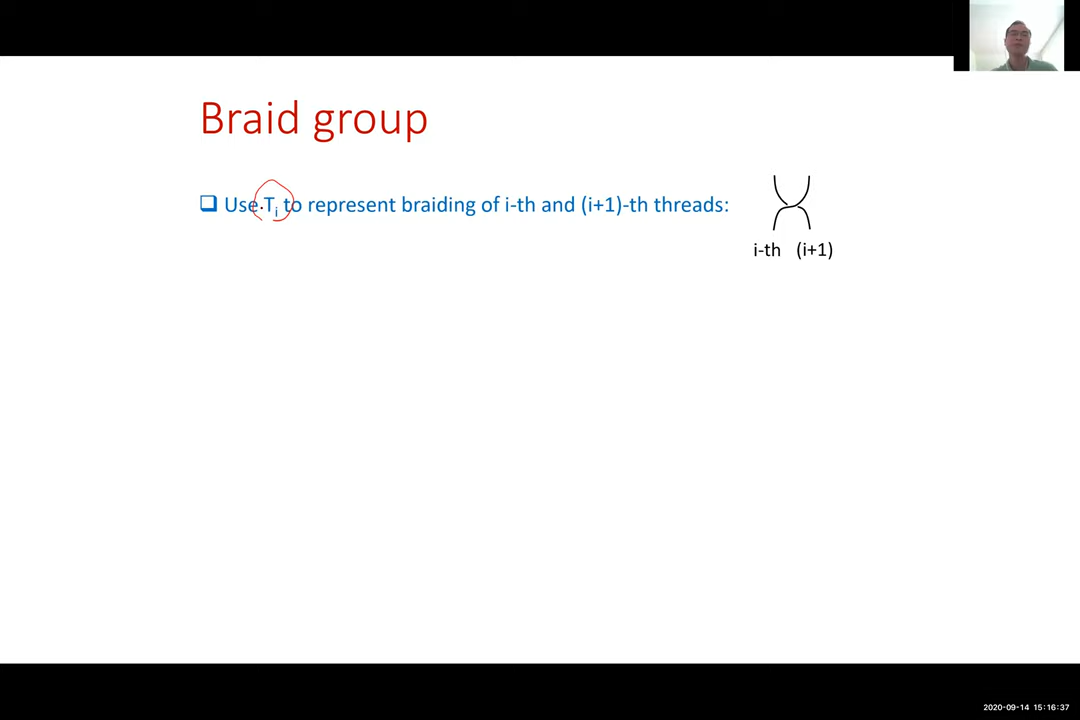 Braid group
Use T_i to represent braiding of i-th and (i+1)-th threads:
i-th (i+1)
2020-09-14 15:16:37